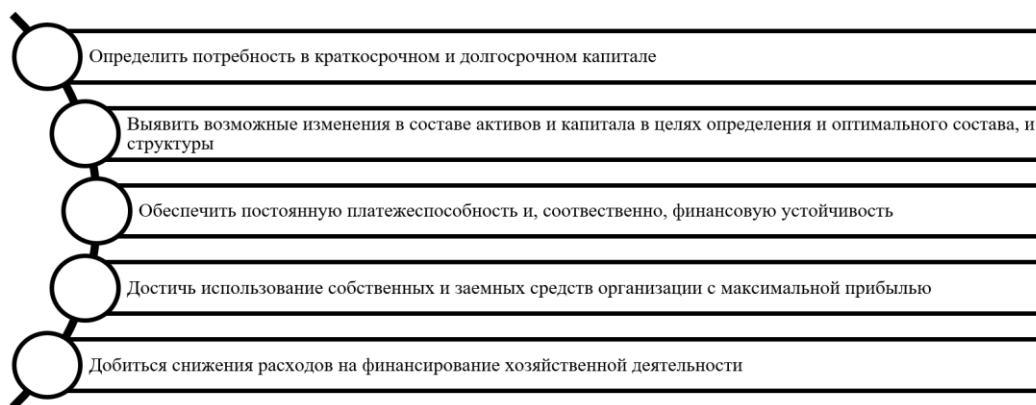 Определить потребность в краткосрочном и долгосрочном капитале
Выявить возможные изменения в составе активов и капитала в целях определения и оптимального состава, и
структуры
Обеспечить постоянную платежеспособность и, соотвественно, финансовую устойчивость
Достичь использование собственных и заемных средств организации с максимальной прибылью
Добиться снижения расходов на финансирование хозяйственной деятельности